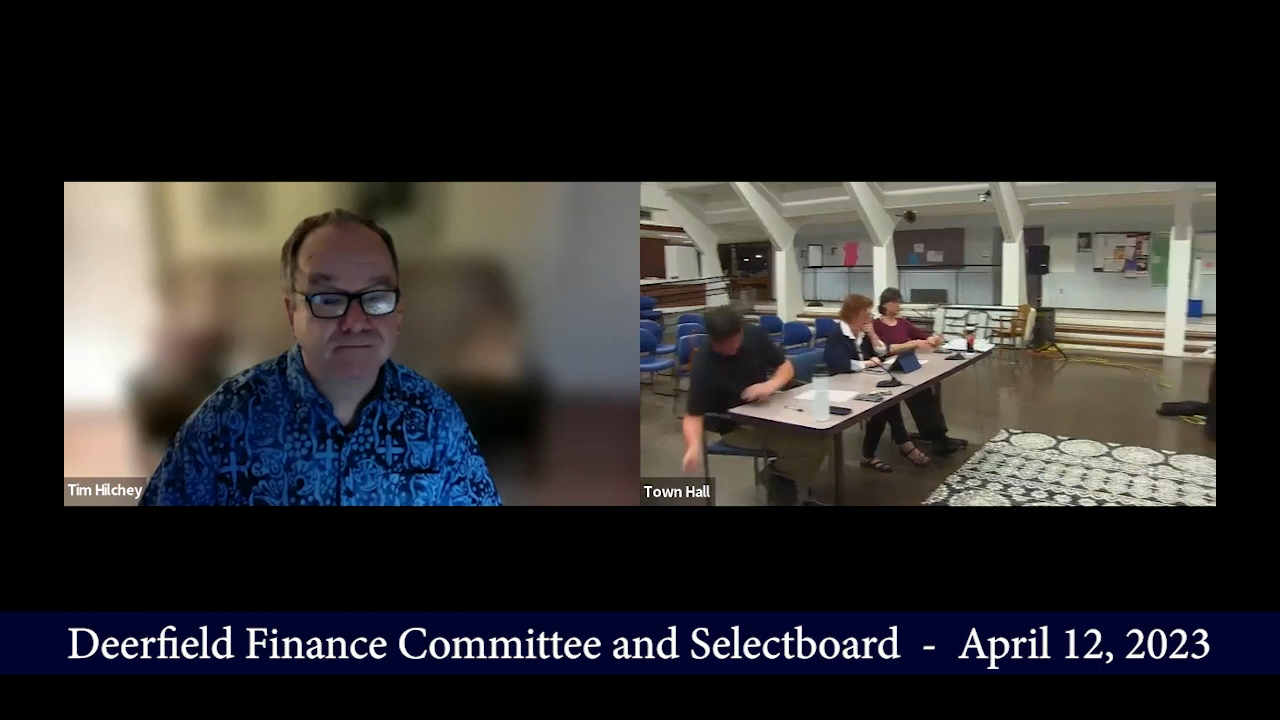 Tim Hilchey
Town Hall
Deerfield Finance Committee and Selectboard - April 12, 2023